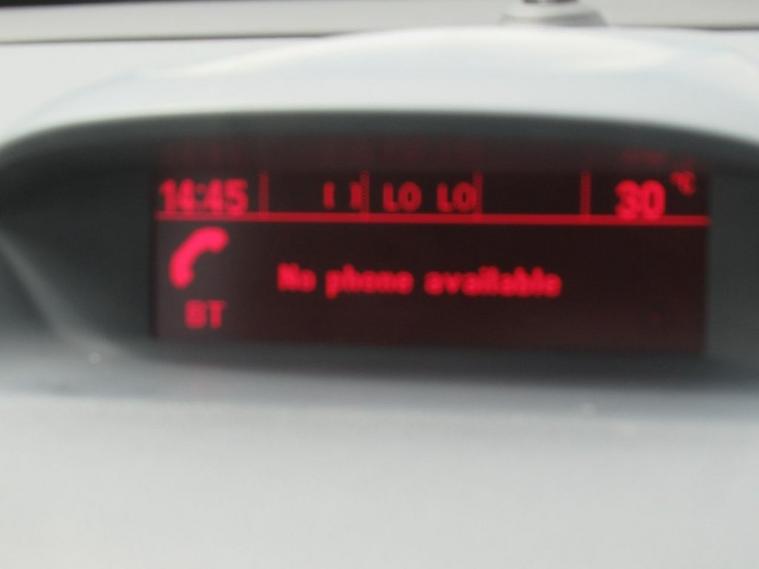 14:45 [ ] LO LO 30 °C
No phone available
BT